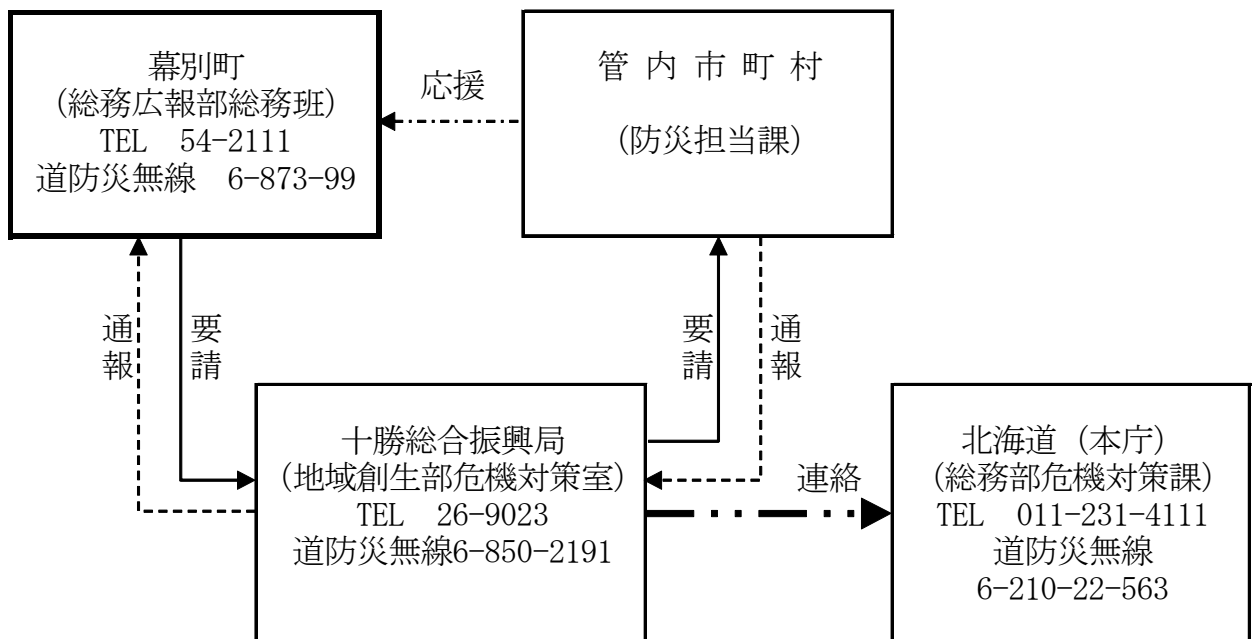 幕別町
（総務広報部総務班）
TEL　54-2111
道防災無線　6-873-99
応援
管 内 市 町 村
（防災担当課）
通報
要請
要請
通報
十勝総合振興局
（地域創生部危機対策室）
TEL　26-9023
道防災無線6-850-2191
連絡
北海道（本庁）
（総務部危機対策課）
TEL　011-231-4111
道防災無線
6-210-22-563